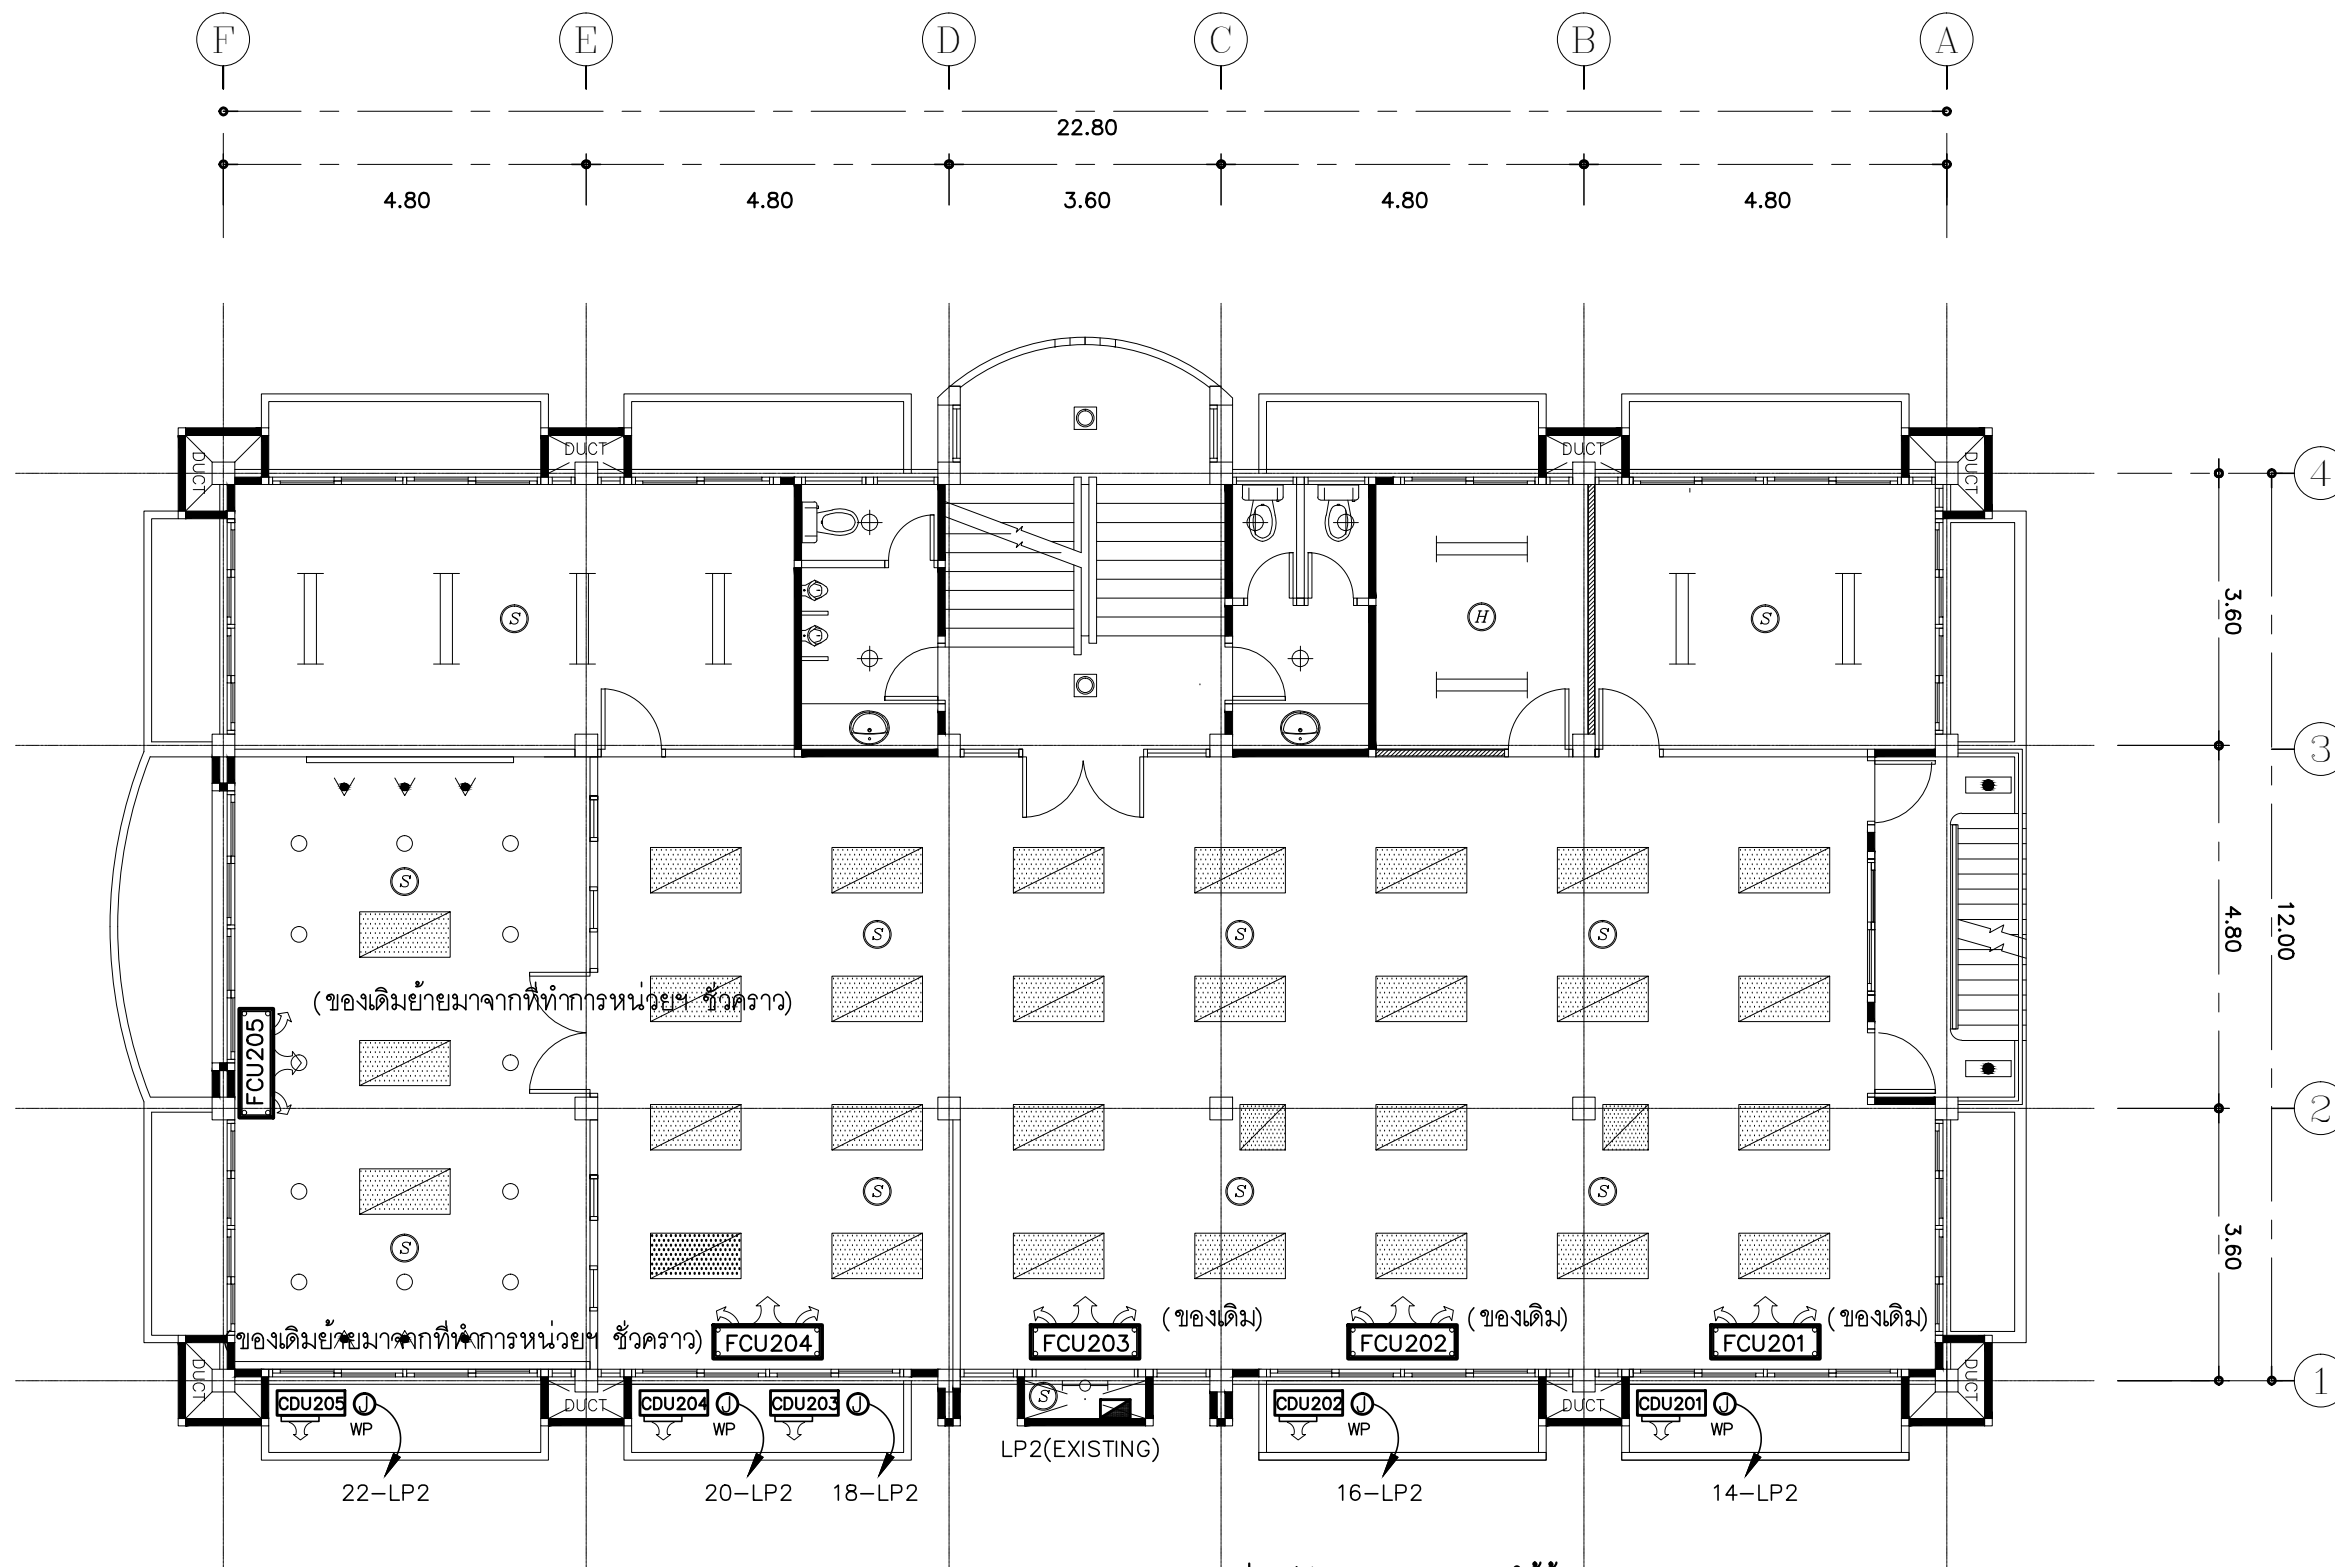 F E D C B A
22.80
4.80 4.80 3.60 4.80 4.80
DUCT DUCT
DUCT DUCT
4
3.60
S H S
3
S
S S S
4.80
12.00
(ของเดิมย้ายมาจากที่ทำการหน่วยฯ ชั่วคราว)
FCU205
2
S S S
3.60
S
(ของเดิม) (ของเดิม) (ของเดิม)
ของเดิมย้ายมาจากที่ทำการหน่วยฯ ชั่วคราว)
FCU204 FCU203 FCU202 FCU201
1
DUCT DUCT
CDU205 J DUCT CDU204 J CDU203 J S CDU202 J DUCT CDU201 J
WP WP WP WP
LP2(EXISTING)
22-LP2 20-LP2 18-LP2 16-LP2 14-LP2